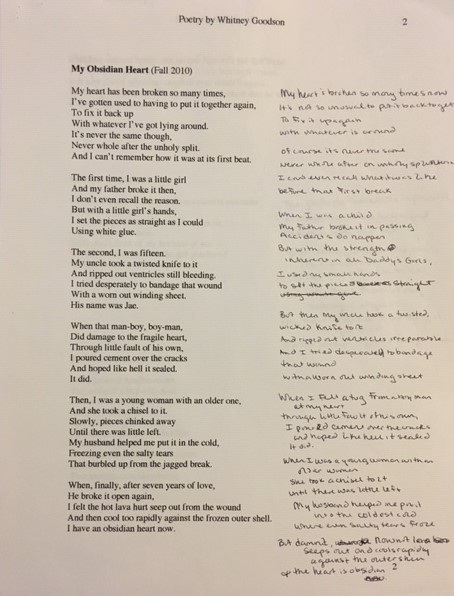 Poetry by Whitney Goodson
2
My Obsidian Heart (Fall 2010)
My heart has been broken so many times,
I've gotten used to having to put it together again,
To fix it back up
With whatever I've got lying around.
It's never the same though,
Never whole after the unholy split.
And I can't remember how it was at its first beat.
The first time, I was a little girl
And my father broke it then,
I don't even recall the reason.
But with a little girl's hands,
I set the pieces as straight as I could
Using white glue.
The second, I was fifteen.
My uncle took a twisted knife to it
And ripped out ventricles still bleeding.
I tried desperately to bandage that wound
With a worn out winding sheet.
His name was Jae.
When that man-boy, boy-man,
Did damage to the fragile heart,
Through little fault of his own,
I poured cement over the cracks
And hoped like hell it sealed.
It did.
Then, I was a young woman with an older one,
And she took a chisel to it.
Slowly, pieces chinked away
Until there was little left.
My husband helped me put it in the cold,
Freezing even the salty tears
That burbled up from the jagged break.
When, finally, after seven years of love,
He broke it open again,
I felt the hot lava hurt seep out from the wound
And then cool too rapidly against the frozen outer shell.
I have an obsidian heart now.
My heart's broken so many times now
It's not so unusual to put it back together
To fix it up again
with whatever is around
of course it's never the same
never whole after an unholy
I can't even recall what it was like
before that first break
When I was a child
My father broke it in passing
Accidents do happen
But with the strength
inherent in all Daddy's Girls,
I used my small hands
to set the pieces straight
using white glue
But then my uncle took a twisted,
wicked knife to it
And ripped out ventricles irreparable
And I tried desperately to bandage
that wound
with a worn out winding sheet
When I felt a tug from a boy man
at my heart
through little fault of his own,
I poured cement over the cracks
and hoped like hell it sealed
It did.
When I was a young woman with an
older woman
She took a chisel to it
until there was little left
My husband helped me put it
into the coldest cold
where even salty tears froze
But damned, now hot lava
seeps out and cools rapidly
against the outer skin
of the heart is obsidian